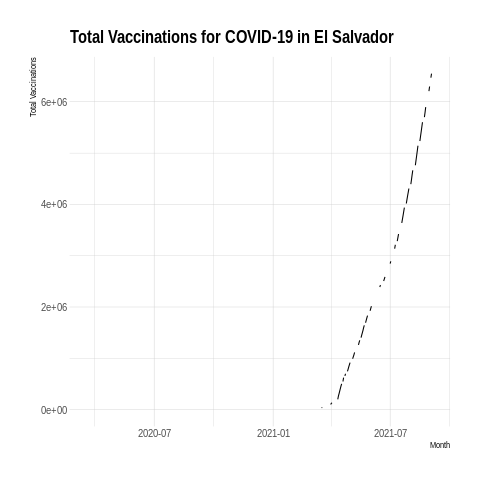 Total Vaccinations for COVID-19 in El Salvador
Total Vaccinations
6e+06
4e+06
2e+06
0e+00
2020-07 2021-01 2021-07
Month